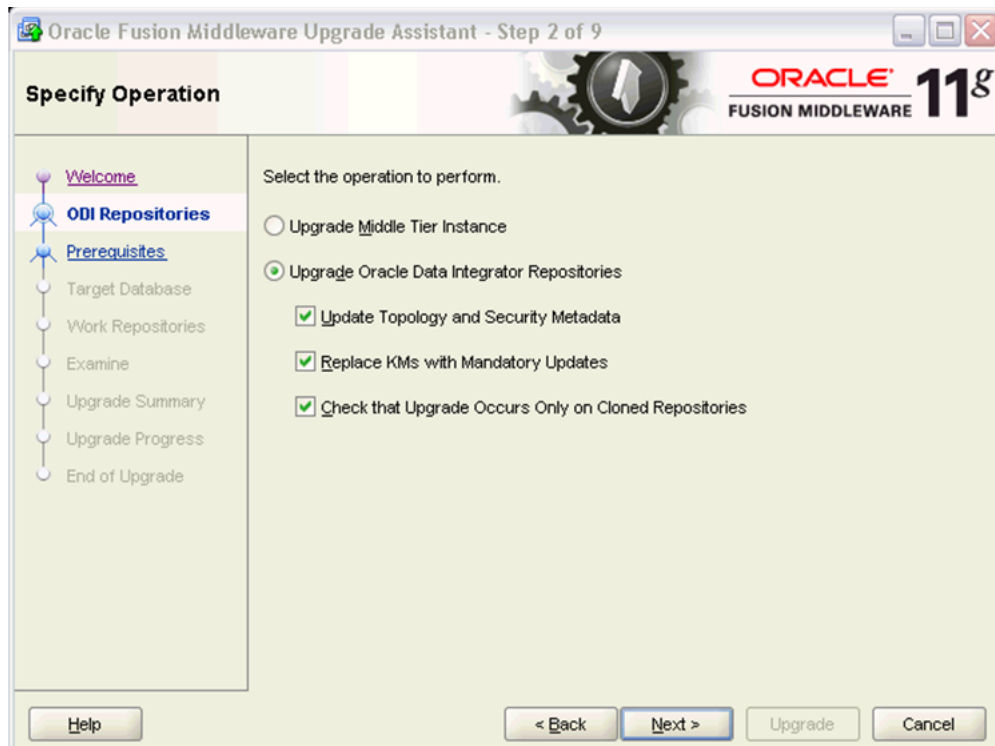 Oracle Fusion Middleware Upgrade Assistant - Step 2 of 9
Specify Operation
ORACLE
FUSION MIDDLEWARE 11g
Welcome
ODI Repositories
Prerequisites
Target Database
Work Repositories
Examine
Upgrade Summary
Upgrade Progress
End of Upgrade
Select the operation to perform.
Upgrade Middle Tier Instance
Upgrade Oracle Data Integrator Repositories
Update Topology and Security Metadata
Replace KMs with Mandatory Updates
Check that Upgrade Occurs Only on Cloned Repositories
Help
< Back
Next >
Upgrade
Cancel